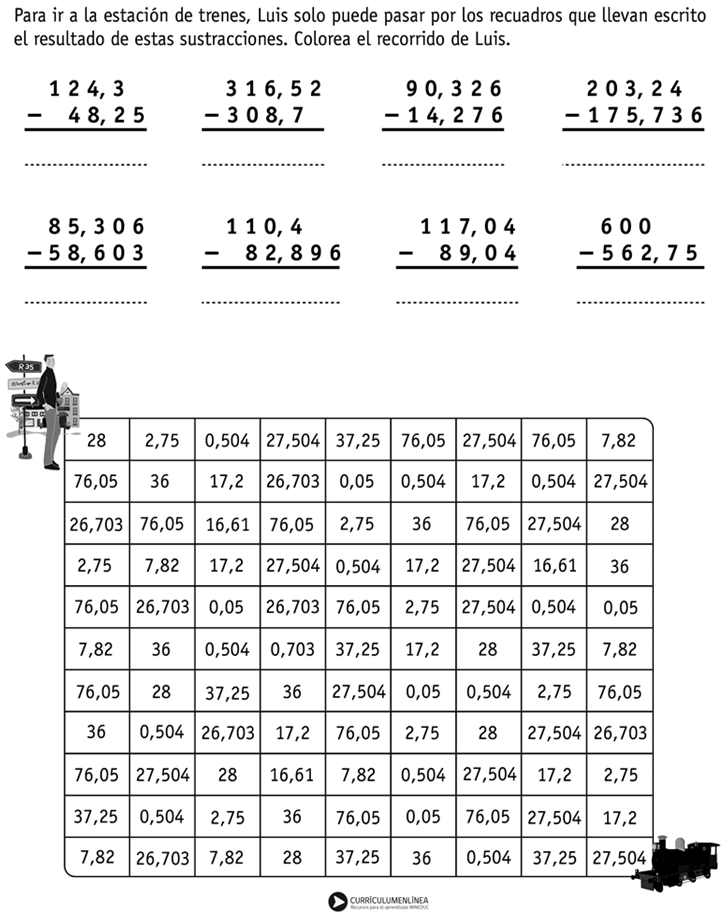 Para ir a la estación de trenes, Luis solo puede pasar por los recuadros que llevan escrito
el resultado de estas sustracciones. Colorea el recorrido de Luis.
124,3 316,52 90,326 203,24
− 48,25 − 308,7 − 14,276 − 175,736
85,306 110,4 117,04 600
− 58,603 − 82,896 − 89,04 − 562,75
R35
28 2,75 0,504 27,504 37,25 76,05 27,504 76,05 7,82
76,05 36 17,2 26,703 0,05 0,504 17,2 0,504 27,504
26,703 76,05 16,61 76,05 2,75 36 76,05 27,504 28
2,75 7,82 17,2 27,504 0,504 17,2 27,504 16,61 36
76,05 26,703 0,05 26,703 76,05 2,75 27,504 0,504 0,05
7,82 36 0,504 0,703 37,25 17,2 28 37,25 7,82
76,05 28 37,25 36 27,504 0,05 0,504 2,75 76,05
36 0,504 26,703 17,2 76,05 2,75 28 27,504 26,703
76,05 27,504 28 16,61 7,82 0,504 27,504 17,2 2,75
37,25 0,504 2,75 36 76,05 0,05 76,05 27,504 17,2
7,82 26,703 7,82 28 37,25 36 0,504 37,25 27,504
CURRÍCULUMENLÍNEA
Recursos para el aprendizaje MINEDUC